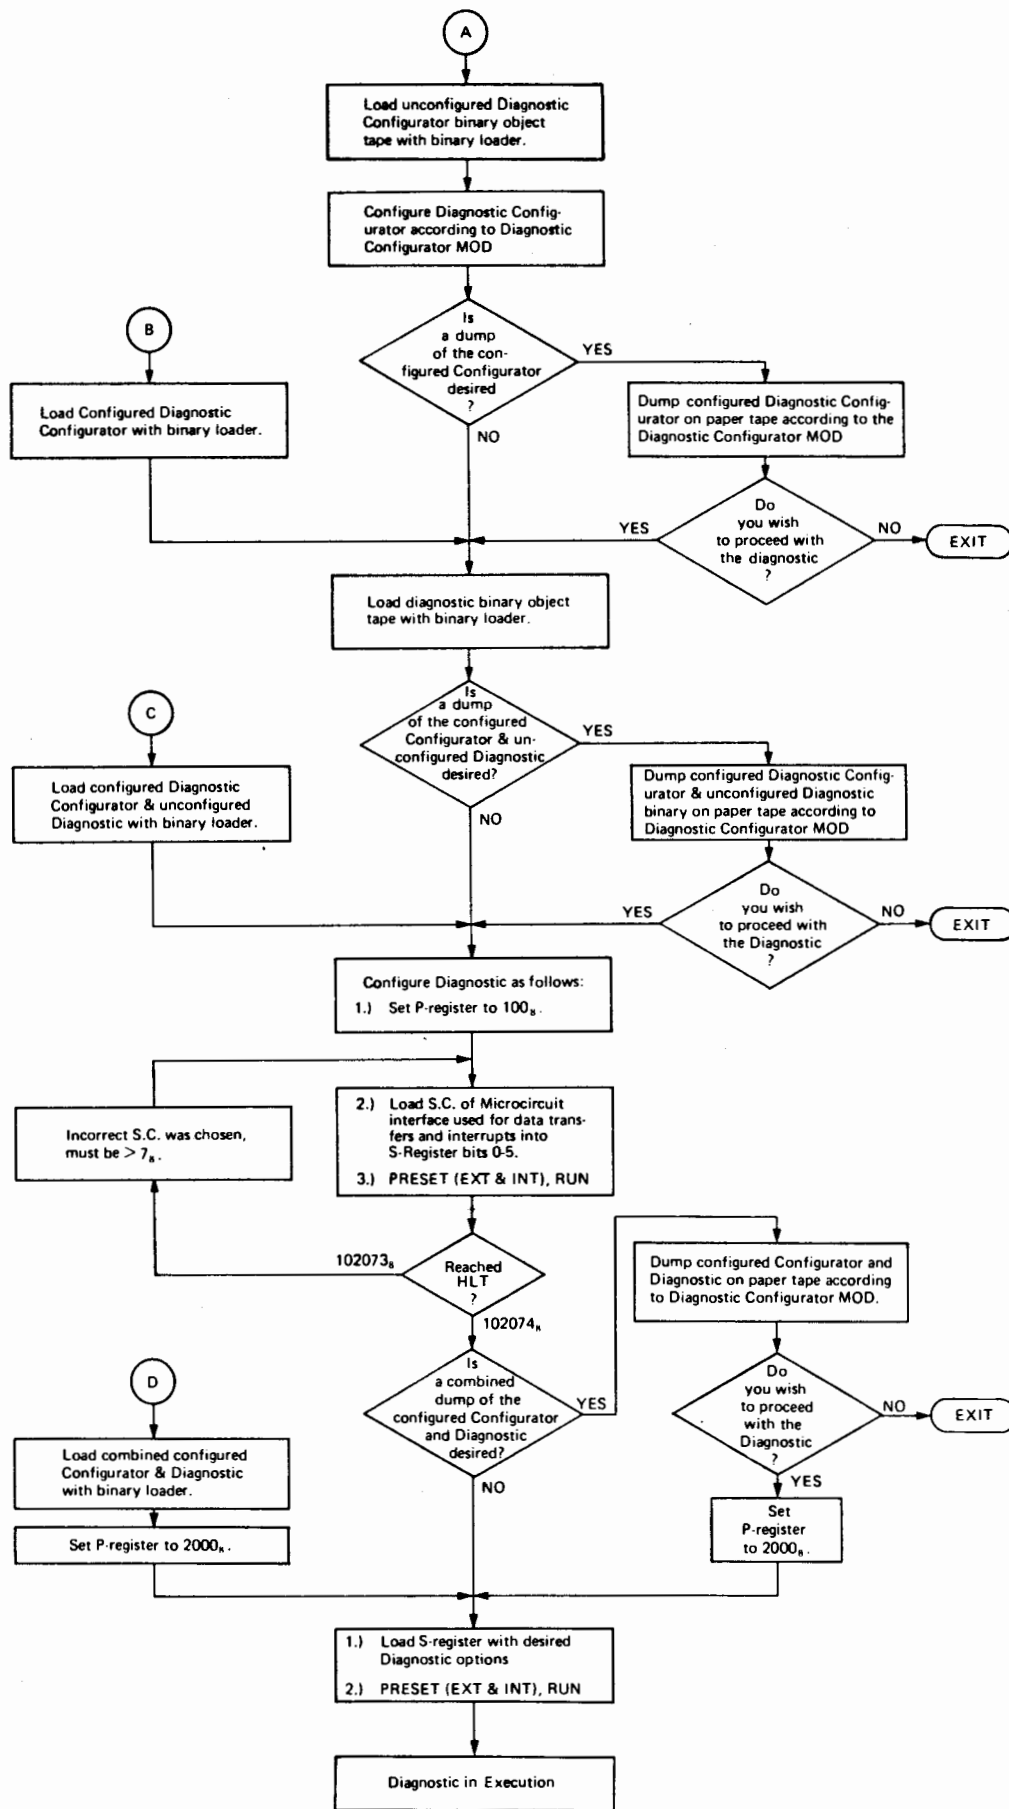 A
Load unconfigured Diagnostic
Configurator binary object
tape with binary loader.
Configure Diagnostic Config-
urator according to Diagnostic
Configurator MOD
Is
a dump
of the con-
figured Configurator
desired
?
YES
NO
B
Load Configured Diagnostic
Configurator with binary loader.
Dump configured Diagnostic Config-
urator on paper tape according to the
Diagnostic Configurator MOD
Do
you wish
to proceed with
the diagnostic
?
YES
NO
EXIT
Load diagnostic binary object
tape with binary loader.
Is
a dump
of the configured
Configurator & un-
configured Diagnostic
desired?
YES
NO
C
Load configured Diagnostic
Configurator & unconfigured
Diagnostic with binary loader.
Dump configured Diagnostic Config-
urator & unconfigured Diagnostic
binary on paper tape according to
Diagnostic Configurator MOD
Do
you wish
to proceed with
the Diagnostic
?
YES
NO
EXIT
Configure Diagnostic as follows:
1.) Set P-register to 100₈.
2.) Load S.C. of Microcircuit
interface used for data trans-
fers and interrupts into
S-Register bits 0-5.
3.) PRESET (EXT & INT), RUN
Incorrect S.C. was chosen,
must be > 7₈.
102073₈
Reached
HLT
?
102074₈
Is
a combined
dump of the
configured Configurator
and Diagnostic
desired?
YES
NO
Dump configured Configurator and
Diagnostic on paper tape according
to Diagnostic Configurator MOD.
Do
you wish
to proceed
with the
Diagnostic
?
NO
EXIT
YES
Set
P-register
to 2000₈.
D
Load combined configured
Configurator & Diagnostic
with binary loader.
Set P-register to 2000₈.
1.) Load S-register with desired
Diagnostic options
2.) PRESET (EXT & INT), RUN
Diagnostic in Execution